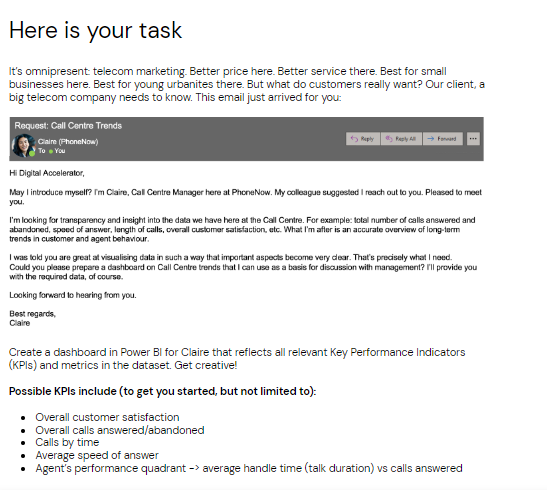 Here is your task
It's omnipresent: telecom marketing. Better price here. Better service there. Best for small
businesses here. Best for young urbanites there. But what do customers really want? Our client, a
big telecom company needs to know. This email just arrived for you:
Request: Call Centre Trends
Claire (PhoneNow)
To You
Reply
Reply All
Forward
Hi Digital Accelerator,
May I introduce myself? I'm Claire, Call Centre Manager here at PhoneNow. My colleague suggested I reach out to you. Pleased to meet
you.
I'm looking for transparency and insight into the data we have here at the Call Centre. For example: total number of calls answered and
abandoned, speed of answer, length of calls, overall customer satisfaction, etc. What I'm after is an accurate overview of long-term
trends in customer and agent behaviour.
I was told you are great at visualising data in such a way that important aspects become very clear. That's precisely what I need.
Could you please prepare a dashboard on Call Centre trends that I can use as a basis for discussion with management? I'll provide you
with the required data, of course.
Looking forward to hearing from you.
Best regards,
Claire
Create a dashboard in Power BI for Claire that reflects all relevant Key Performance Indicators
(KPIs) and metrics in the dataset. Get creative!
Possible KPIs include (to get you started, but not limited to):
• Overall customer satisfaction
• Overall calls answered/abandoned
• Calls by time
• Average speed of answer
• Agent's performance quadrant -> average handle time (talk duration) vs calls answered